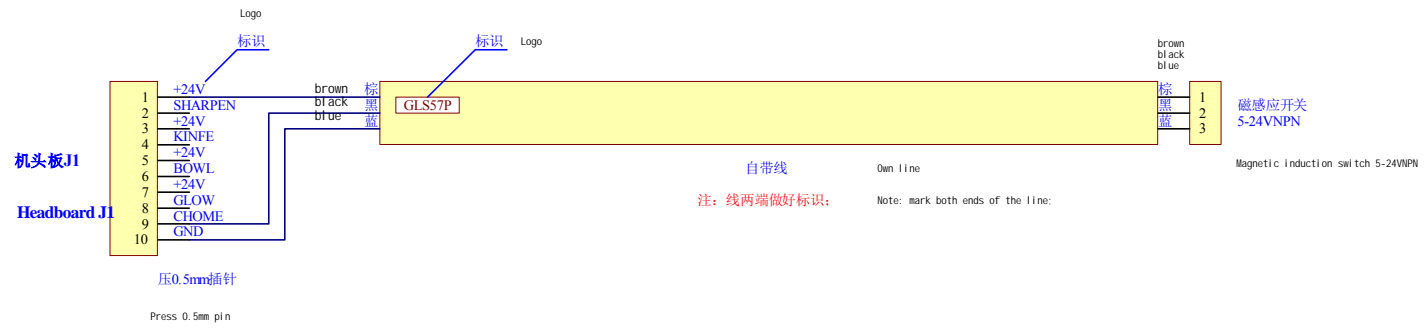 Logo
标识
标识 Logo
brown
black
blue
+24V
SHARPEN
+24V
KINFE
+24V
BOWL
+24V
GLOW
CHOME
GND
1
2
3
4
5
6
7
8
9
10
机头板J1
Headboard J1
brown
black
blue
棕
黑
蓝
GLS57P
棕
黑
蓝
1
2
3
磁感应开关
5-24VNPN
Magnetic induction switch 5-24VNPN
自带线 Own line
注：线两端做好标识； Note: mark both ends of the line;
压0.5mm插针
Press 0.5mm pin